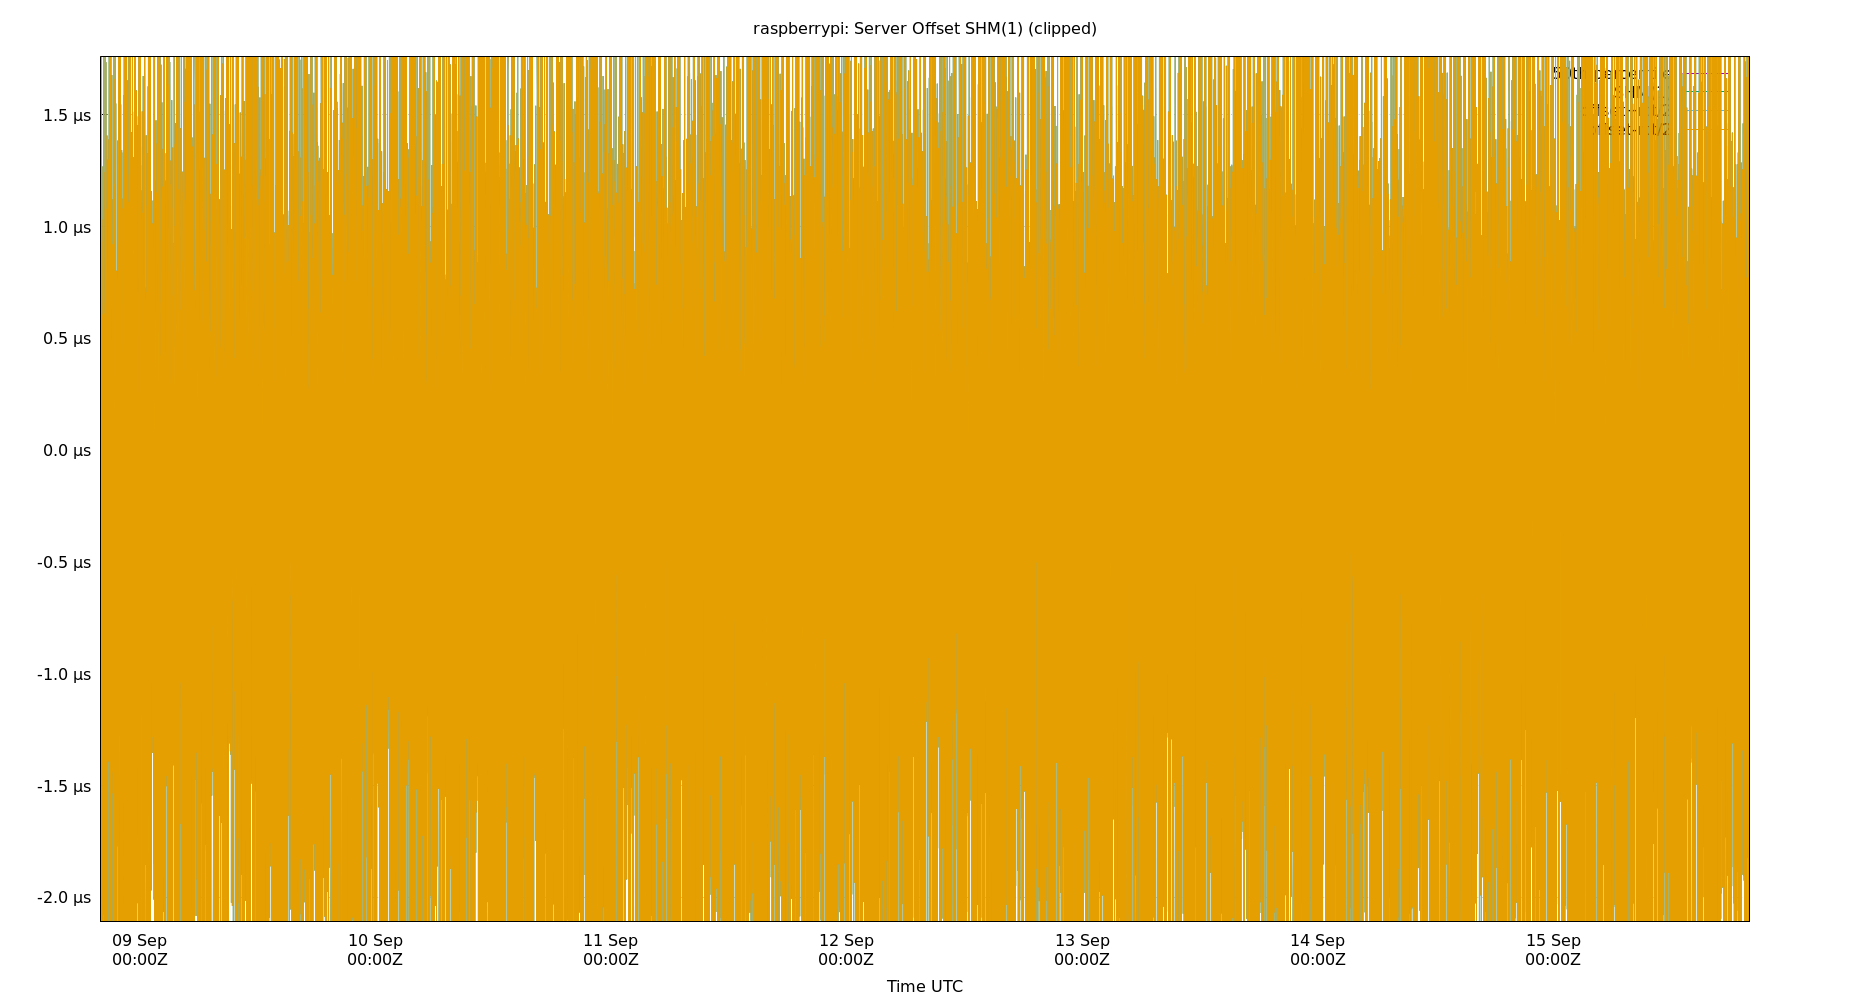 raspberrypi: Server Offset SHM(1) (clipped)
1.5 µs
1.0 µs
0.5 µs
0.0 µs
-0.5 µs
-1.0 µs
-1.5 µs
-2.0 µs
09 Sep
00:00Z
10 Sep
00:00Z
11 Sep
00:00Z
12 Sep
00:00Z
13 Sep
00:00Z
14 Sep
00:00Z
15 Sep
00:00Z
Time UTC